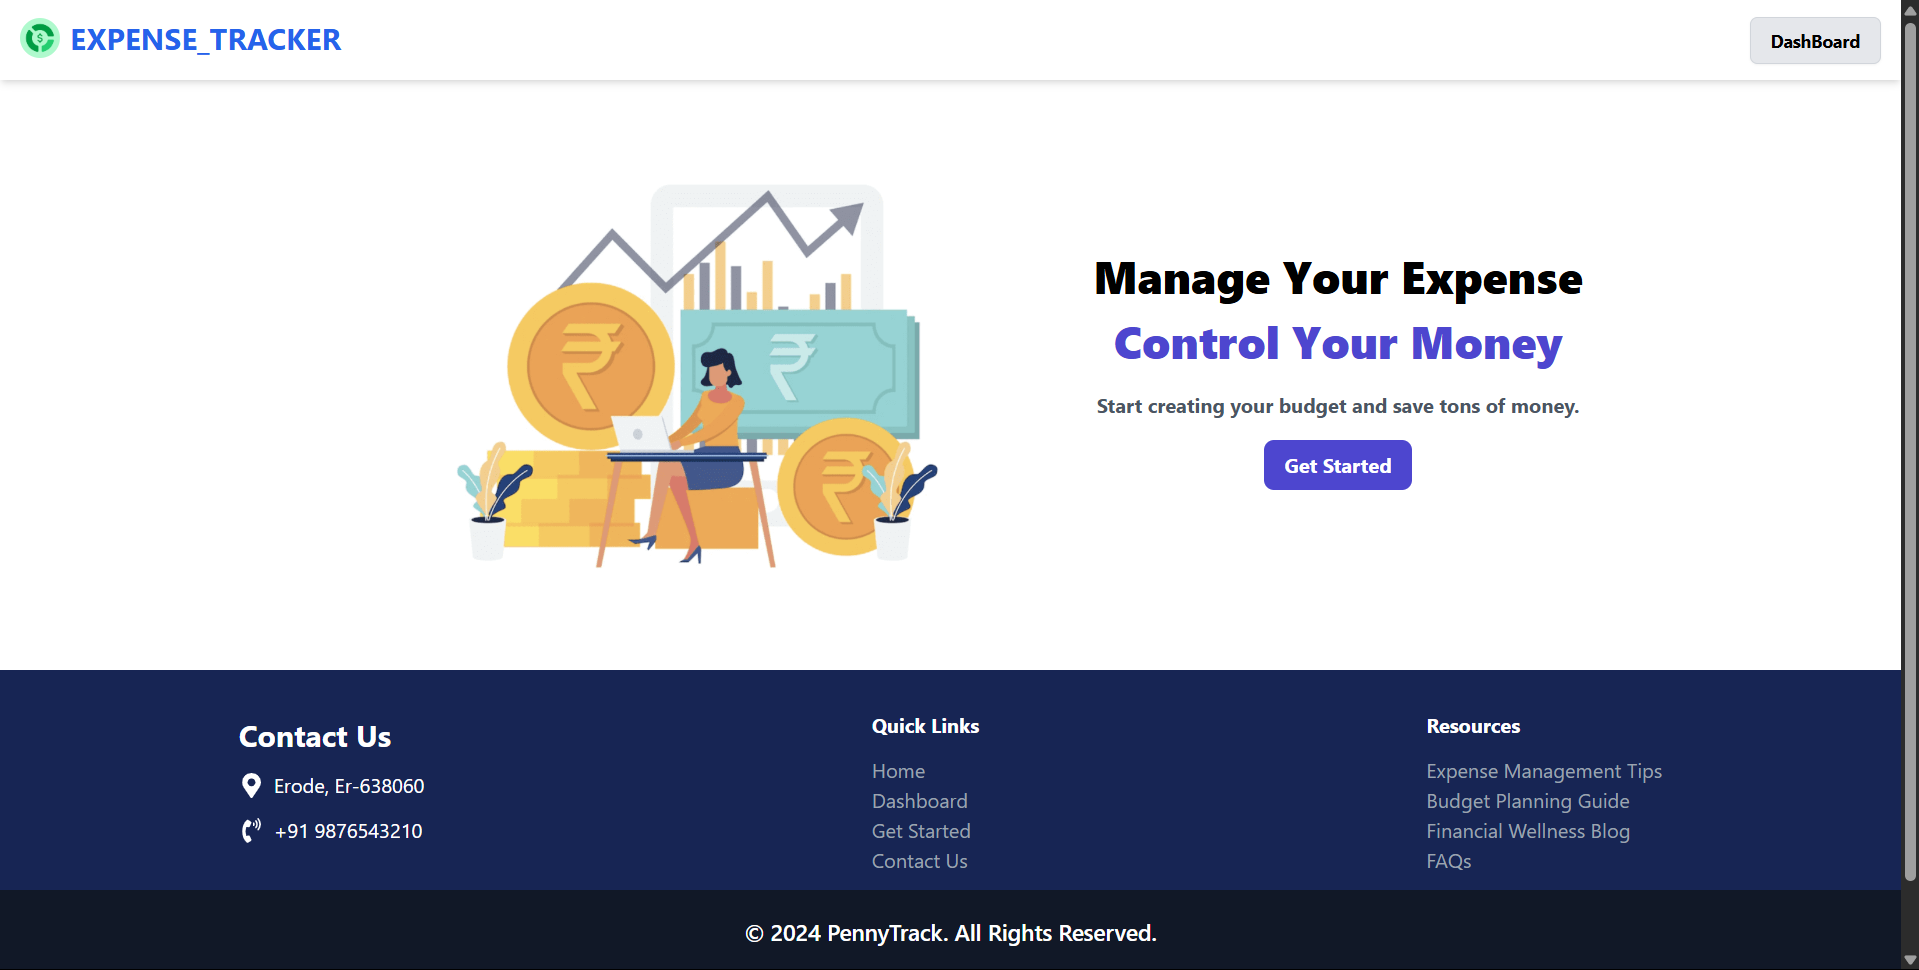 EXPENSE_TRACKER
DashBoard
Manage Your Expense
Control Your Money
Start creating your budget and save tons of money.
Get Started
Contact Us
Erode, Er-638060
+91 9876543210
Quick Links
Home
Dashboard
Get Started
Contact Us
Resources
Expense Management Tips
Budget Planning Guide
Financial Wellness Blog
FAQs
© 2024 PennyTrack. All Rights Reserved.